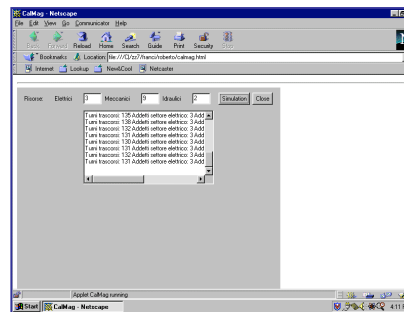 CalMag - Netscape
File Edit View Go Communicator Help
Back Forward Reload Home Search Guide Print Security Stop
Bookmarks Location: file:///C|/zz7/franci/roberto/calmag.html
Internet Lookup New&Cool Netcaster
Risorse: Elettrici 3 Meccanici 9 Idraulici 2 Simulation Close
Turni trascorsi: 135 Addetti settore elettrico: 3 Add
Turni trascorsi: 138 Addetti settore elettrico: 3 Add
Turni trascorsi: 132 Addetti settore elettrico: 3 Add
Turni trascorsi: 131 Addetti settore elettrico: 3 Add
Turni trascorsi: 130 Addetti settore elettrico: 3 Add
Turni trascorsi: 131 Addetti settore elettrico: 3 Add
Turni trascorsi: 132 Addetti settore elettrico: 3 Add
Turni trascorsi: 131 Addetti settore elettrico: 3 Add
Applet CalMag running
Start CalMag - Netscape 4:11